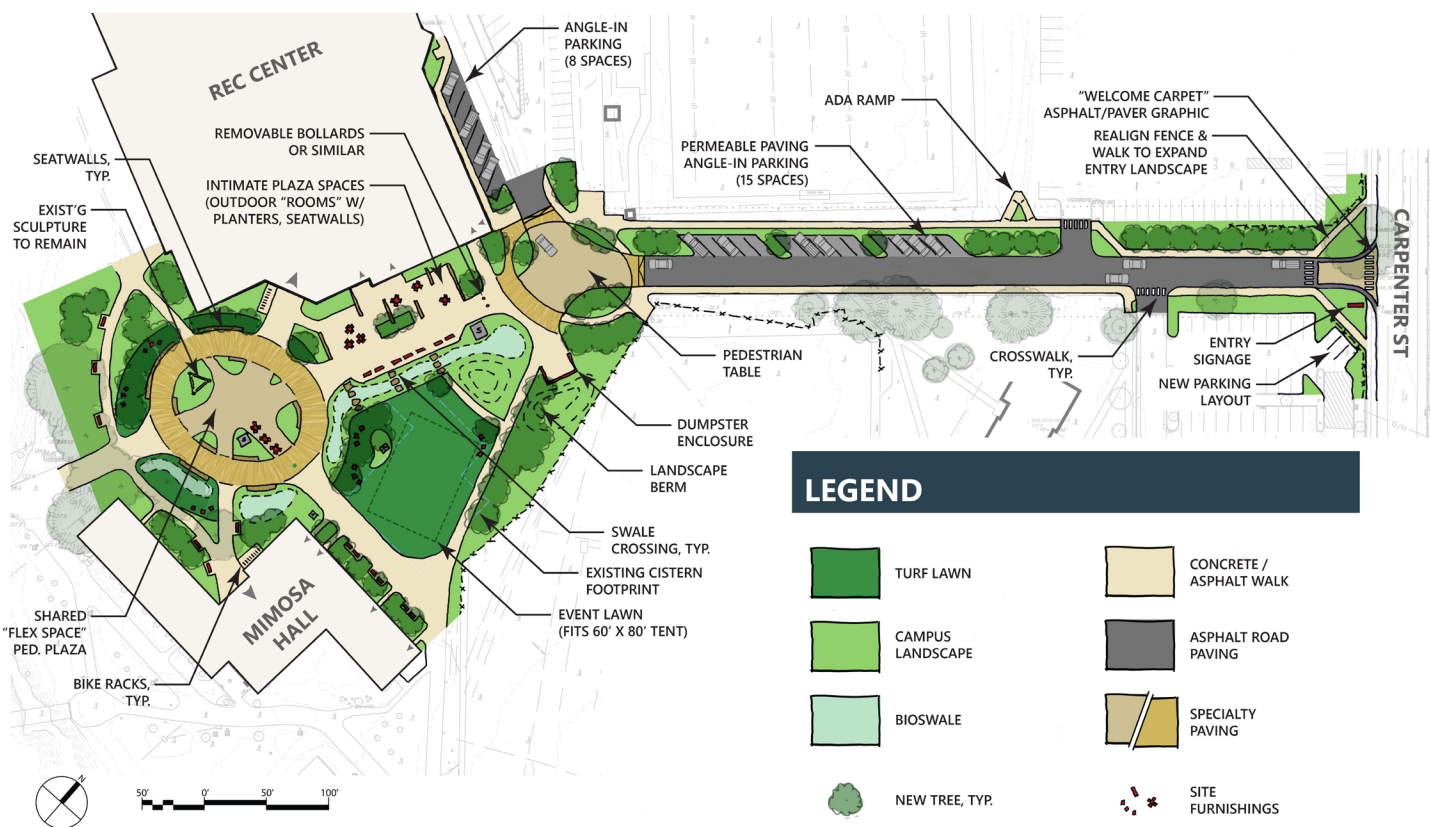 ANGLE-IN
PARKING
(8 SPACES)
REC CENTER
REMOVABLE BOLLARDS
OR SIMILAR
SEATWALLS,
TYP.
INTIMATE PLAZA SPACES
(OUTDOOR "ROOMS" W/
PLANTERS, SEATWALLS)
EXIST'G
SCULPTURE
TO REMAIN
PERMEABLE PAVING
ANGLE-IN PARKING
(15 SPACES)
ADA RAMP
"WELCOME CARPET"
ASPHALT/PAVER GRAPHIC
REALIGN FENCE &
WALK TO EXPAND
ENTRY LANDSCAPE
CARPENTER ST
PEDESTRIAN
TABLE
CROSSWALK,
TYP.
ENTRY
SIGNAGE
NEW PARKING
LAYOUT
DUMPSTER
ENCLOSURE
LANDSCAPE
BERM
SWALE
CROSSING, TYP.
EXISTING CISTERN
FOOTPRINT
EVENT LAWN
(FITS 60' X 80' TENT)
SHARED
"FLEX SPACE"
PED. PLAZA
BIKE RACKS,
TYP.
MIMOSA
HALL
LEGEND
TURF LAWN
CAMPUS
LANDSCAPE
BIOSWALE
NEW TREE, TYP.
CONCRETE /
ASPHALT WALK
ASPHALT ROAD
PAVING
SPECIALTY
PAVING
SITE
FURNISHINGS
N
50' 0' 50' 100'